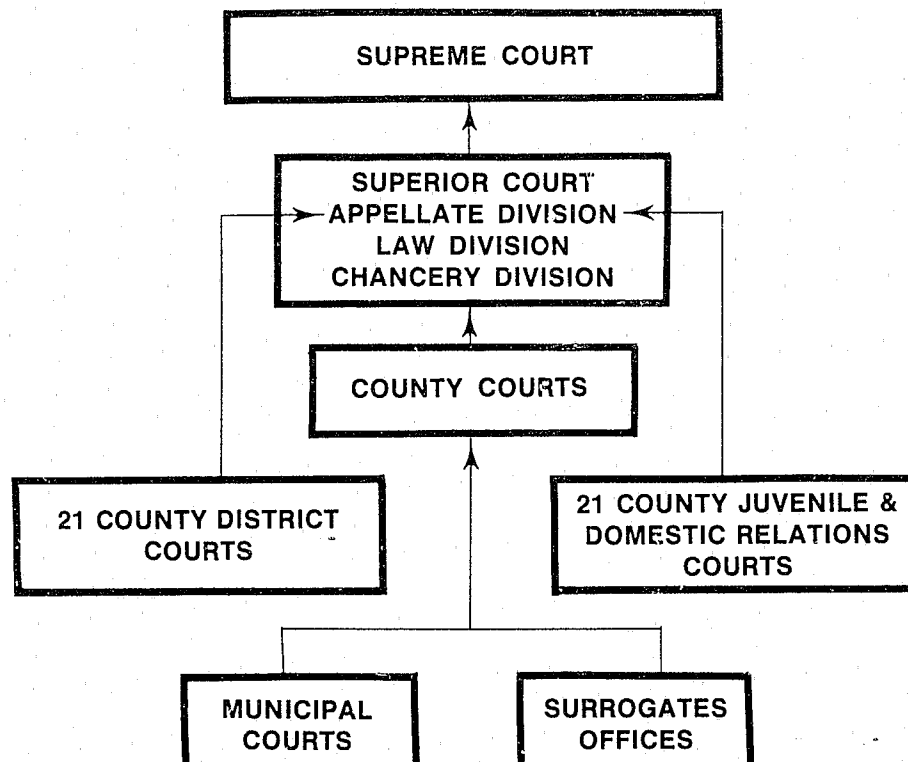 SUPREME COURT
SUPERIOR COURT
APPELLATE DIVISION
LAW DIVISION
CHANCERY DIVISION
COUNTY COURTS
21 COUNTY DISTRICT
COURTS
21 COUNTY JUVENILE &
DOMESTIC RELATIONS
COURTS
MUNICIPAL
COURTS
SURROGATES
OFFICES